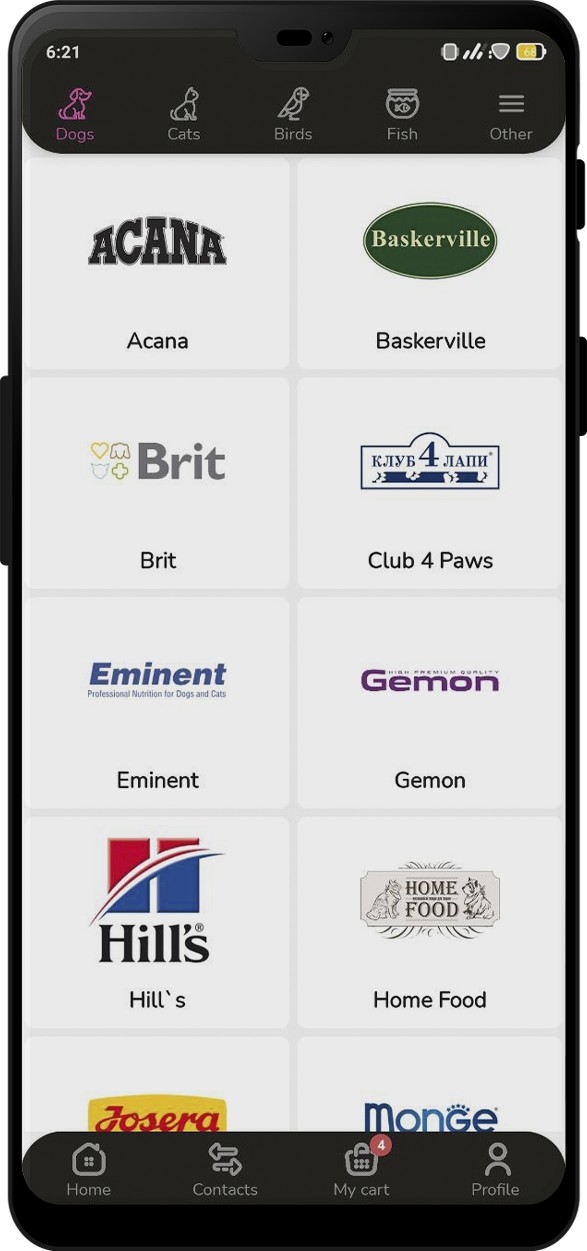 6:21
68
Dogs
Cats
Birds
Fish
Other
ACANA
Baskerville
Acana
Baskerville
Brit
КЛУБ 4 ЛАПИ®
Brit
Club 4 Paws
Eminent
Professional Nutrition for Dogs and Cats
HIGH PREMIUM QUALITY
Gemon
Eminent
Gemon
Hill's®
HOME
FOOD
Hill`s
Home Food
Josera
Monge
4
Home
Contacts
My cart
Profile